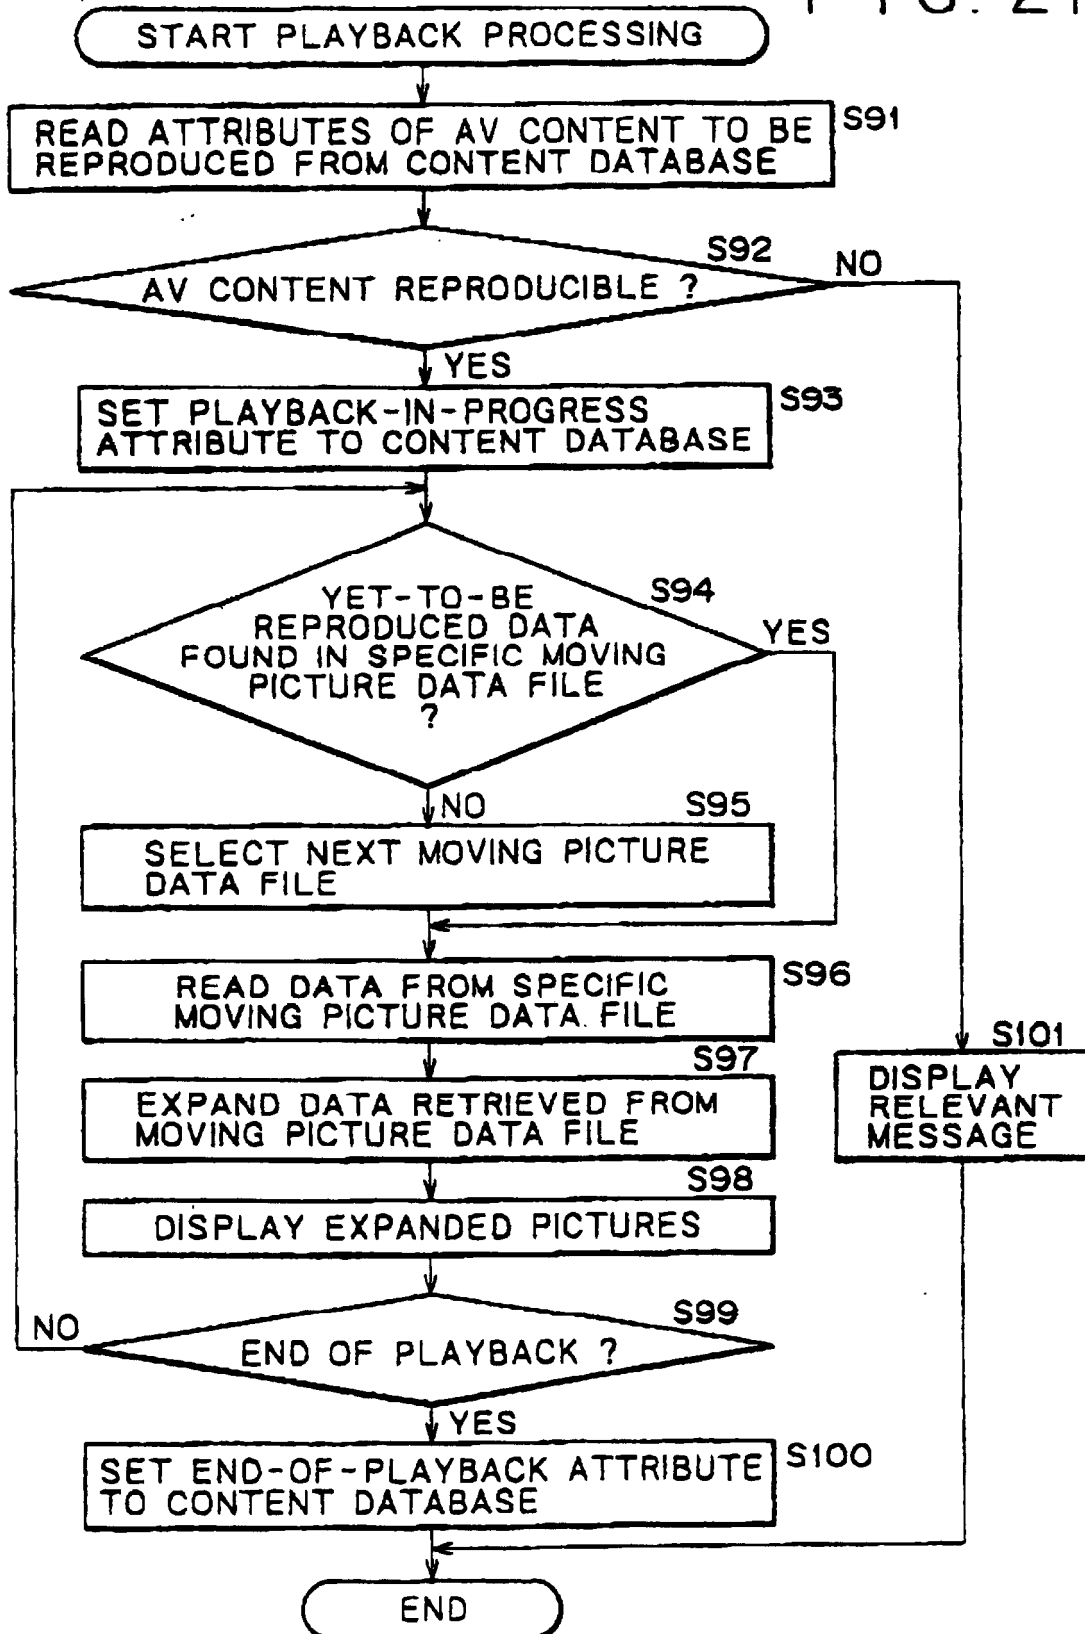 FIG. 21
START PLAYBACK PROCESSING
READ ATTRIBUTES OF AV CONTENT TO BE
REPRODUCED FROM CONTENT DATABASE
S91
S92
AV CONTENT REPRODUCIBLE ?
NO
YES
SET PLAYBACK-IN-PROGRESS
ATTRIBUTE TO CONTENT DATABASE
S93
YET-TO-BE
REPRODUCED DATA
FOUND IN SPECIFIC MOVING
PICTURE DATA FILE
?
S94
YES
NO
S95
SELECT NEXT MOVING PICTURE
DATA FILE
READ DATA FROM SPECIFIC
MOVING PICTURE DATA FILE
S96
S97
EXPAND DATA RETRIEVED FROM
MOVING PICTURE DATA FILE
S101
DISPLAY
RELEVANT
MESSAGE
S98
DISPLAY EXPANDED PICTURES
S99
END OF PLAYBACK ?
NO
YES
SET END-OF-PLAYBACK ATTRIBUTE
TO CONTENT DATABASE
S100
END